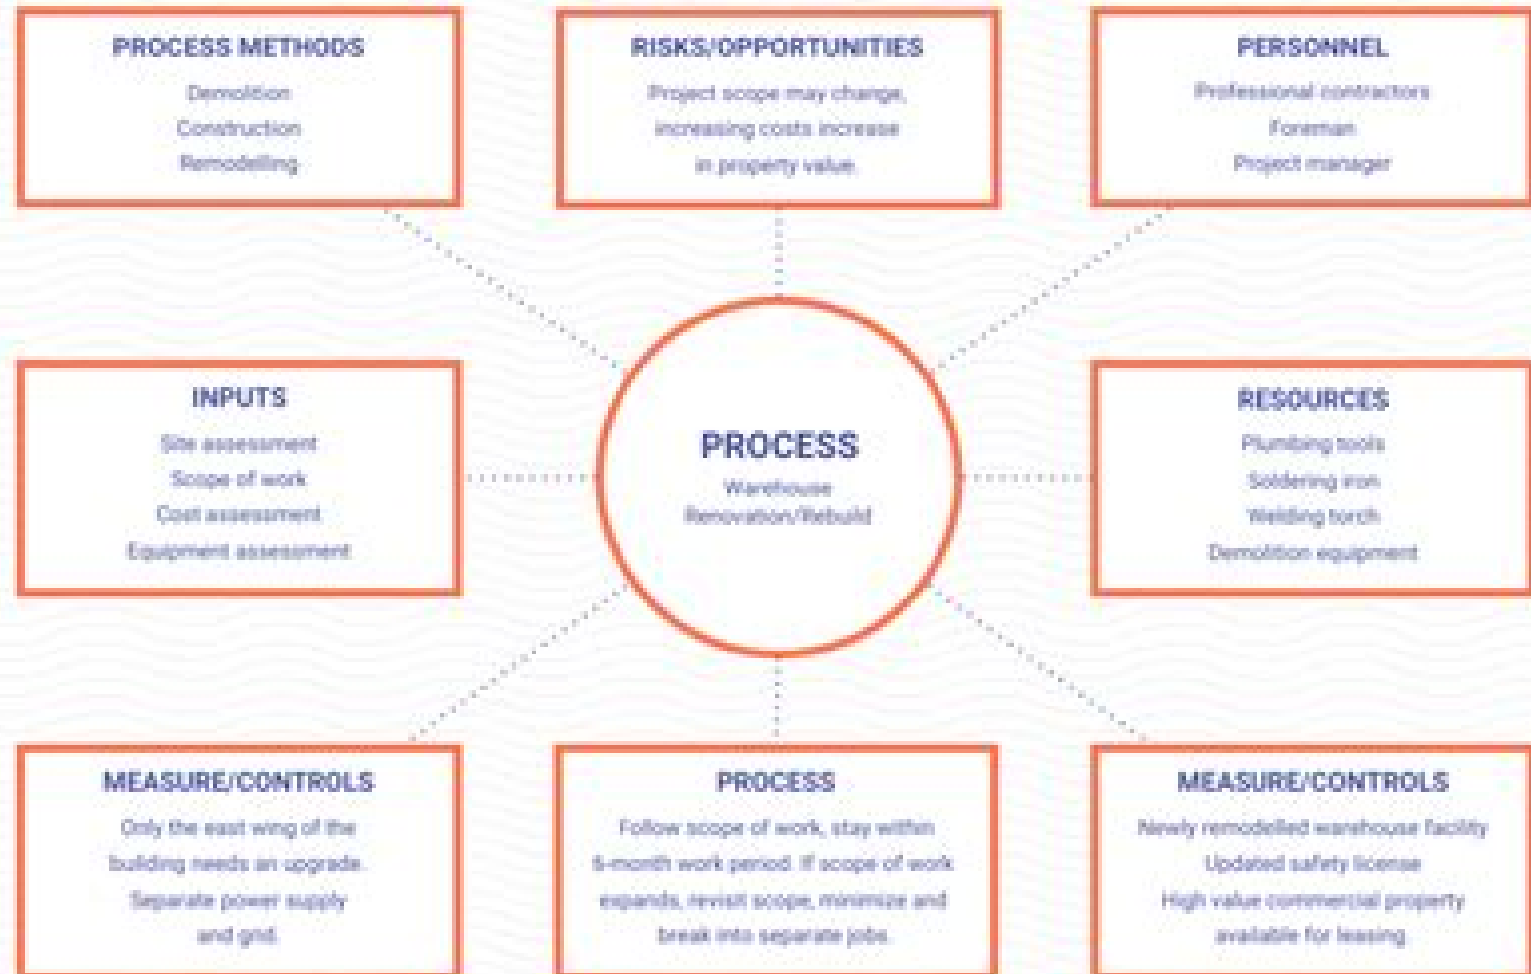 PROCESS METHODS
Demolition
Construction
Remodelling
RISKS/OPPORTUNITIES
Project scope may change,
increasing costs increase
in property value.
PERSONNEL
Professional contractors
Foreman
Project manager
INPUTS
Site assessment
Scope of work
Cost assessment
Equipment assessment
PROCESS
Warehouse
Renovation/Rebuild
RESOURCES
Plumbing tools
Soldering iron
Welding torch
Demolition equipment
MEASURE/CONTROLS
Only the east wing of the
building needs an upgrade.
Separate power supply
and grid.
PROCESS
Follow scope of work, stay within
6-month work period. If scope of work
expands, revisit scope, minimize and
break into separate jobs.
MEASURE/CONTROLS
Newly remodelled warehouse facility
Updated safety license
High value commercial property
available for leasing